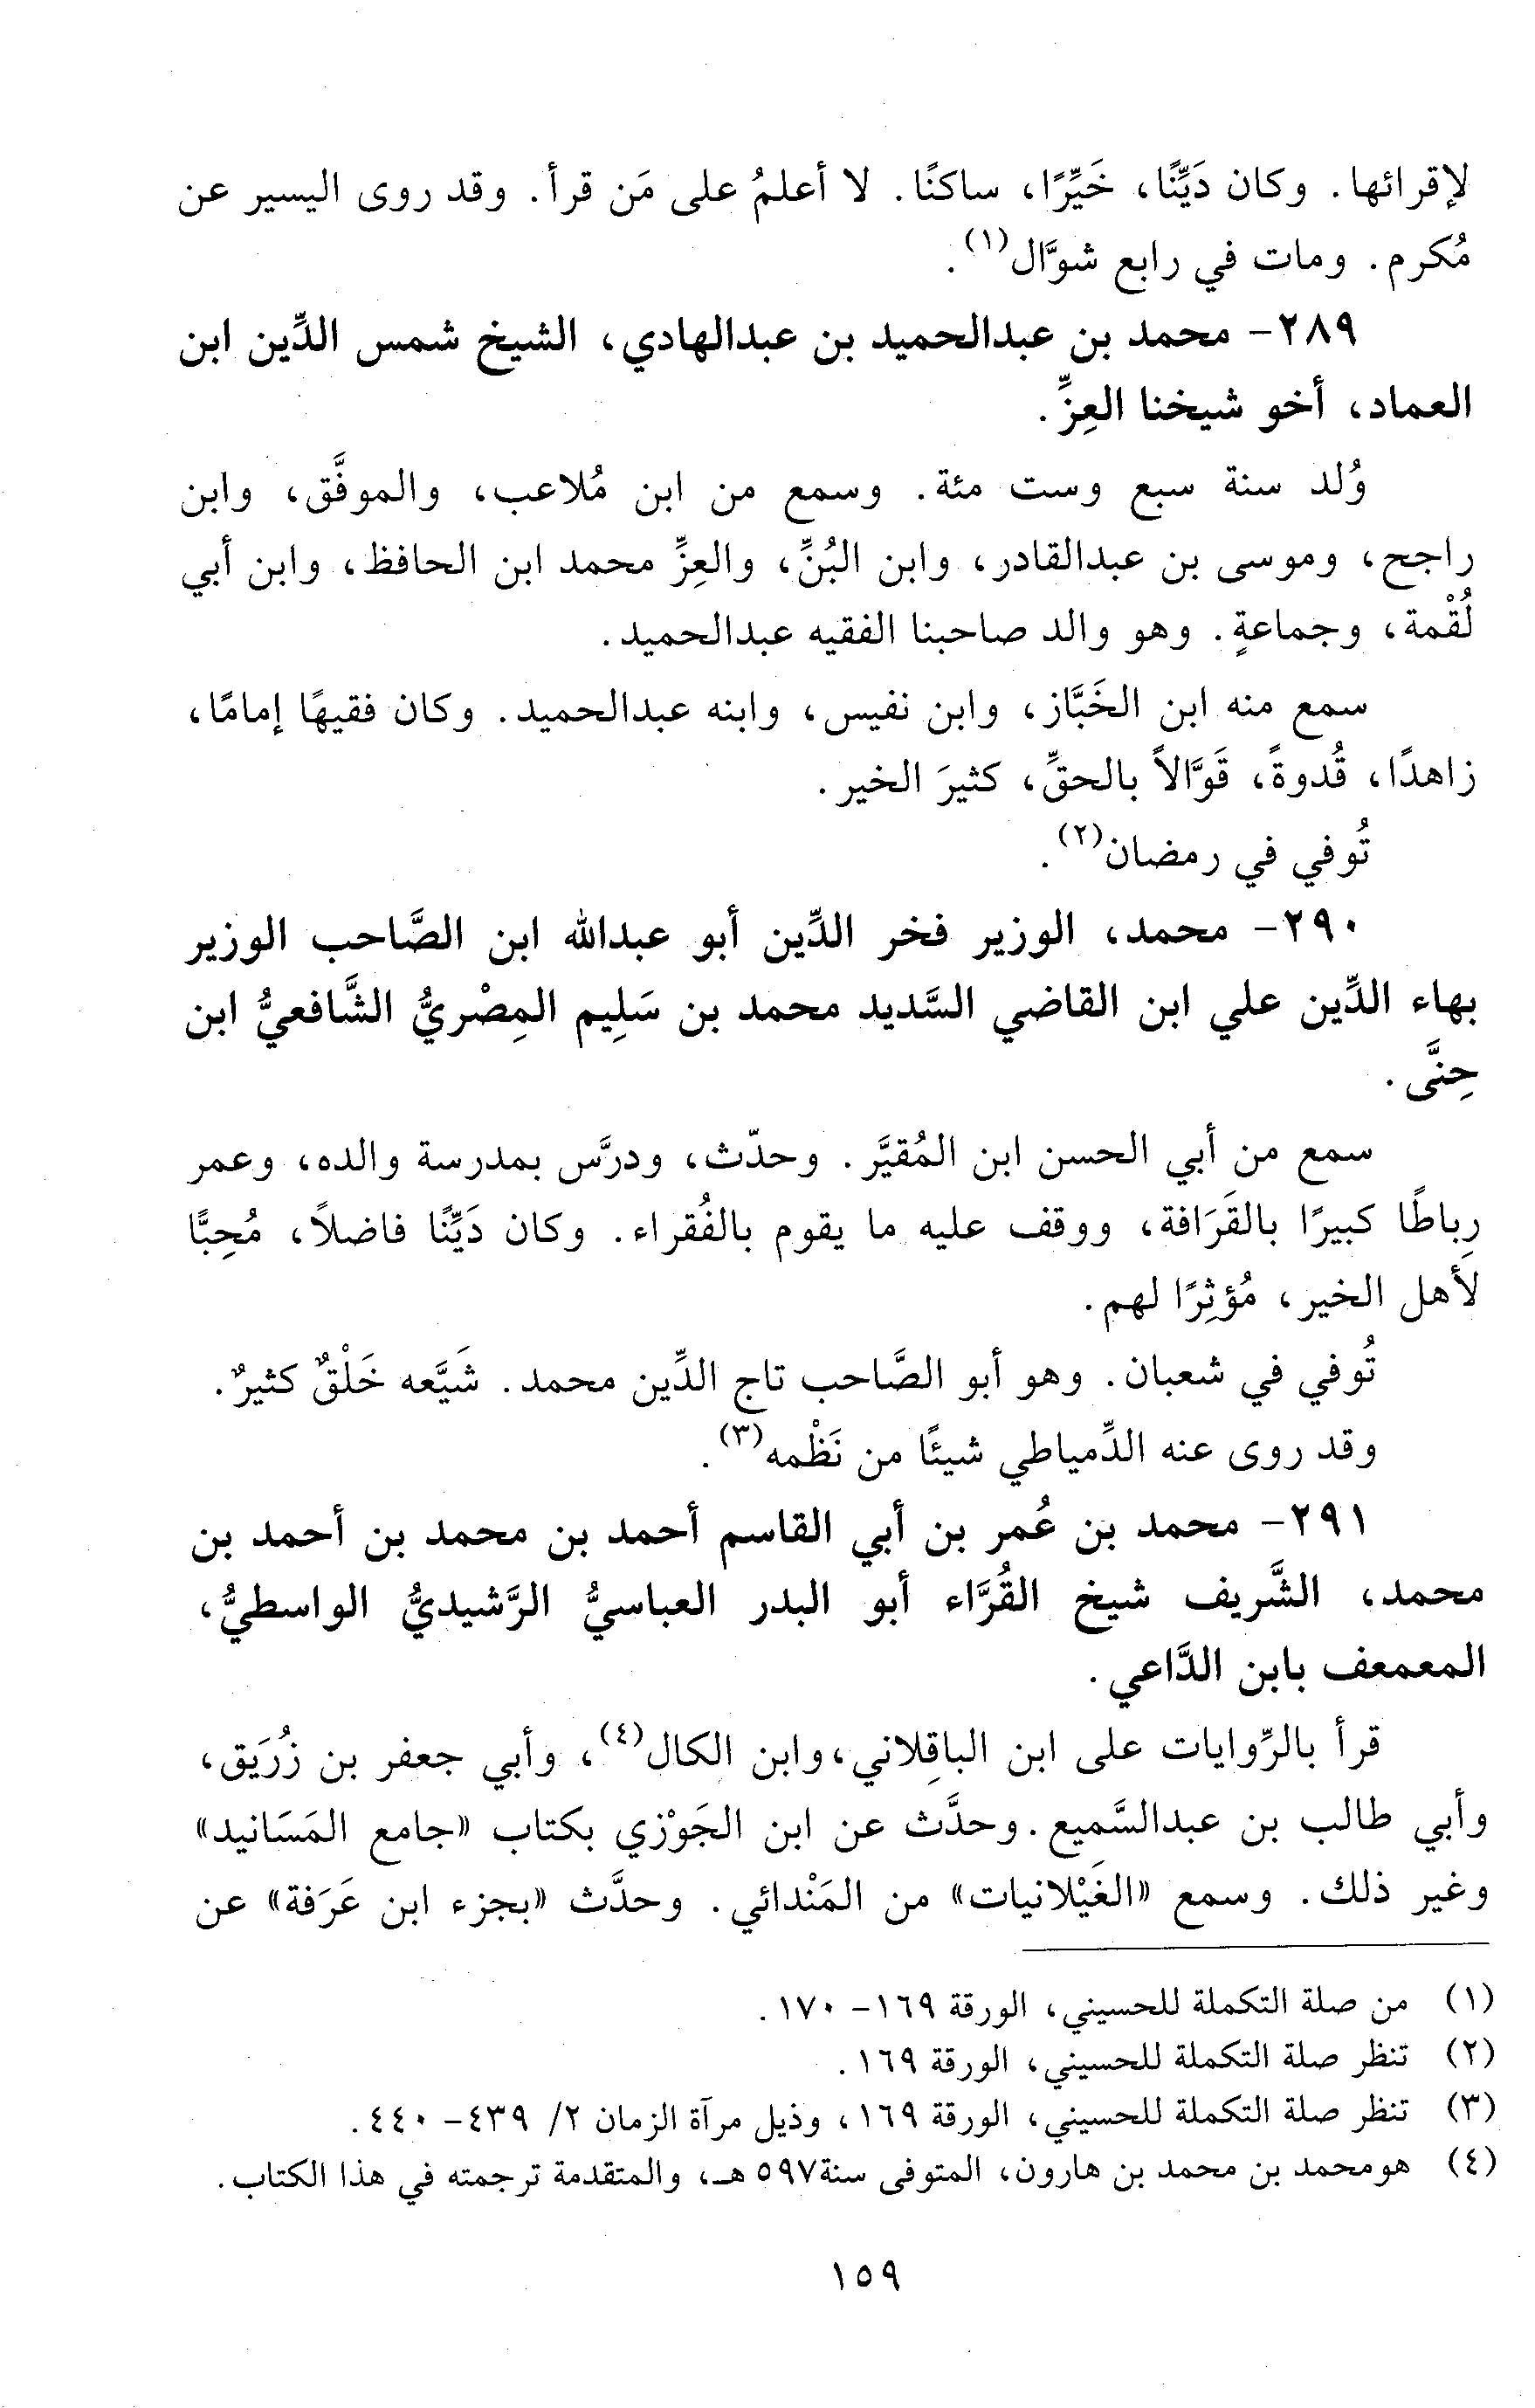 لإقرائها. وكان دَيِّنًا، خَيِّرًا، ساكنًا. لا أعلمُ على مَن قرأ. وقد روى اليسير عن
مُكرم. ومات في رابع شوَّال(١).
٢٨٩- محمد بن عبدالحميد بن عبدالهادي، الشيخ شمس الدِّين ابن
العماد، أخو شيخنا العِزِّ.
وُلد سنة سبع وست مئة. وسمع من ابن مُلاعب، والموفَّق، وابن
راجح، وموسى بن عبدالقادر، وابن البُنِّ، والعِزِّ محمد ابن الحافظ، وابن أبي
لُقْمة، وجماعةٍ. وهو والد صاحبنا الفقيه عبدالحميد.
سمع منه ابن الخَبَّاز، وابن نفيس، وابنه عبدالحميد. وكان فقيهًا إمامًا،
زاهدًا، قُدوةً، قَوَّالاً بالحقِّ، كثيرَ الخير.
تُوفي في رمضان(٢).
٢٩٠- محمد، الوزير فخر الدِّين أبو عبدالله ابن الصَّاحب الوزير
بهاء الدِّين علي ابن القاضي السَّديد محمد بن سَلِيم المِصْريُّ الشَّافعيُّ ابن
حِنَّى.
سمع من أبي الحسن ابن المُقيَّر. وحدّث، ودرَّس بمدرسة والده، وعمر
رِباطًا كبيرًا بالقَرَافة، ووقف عليه ما يقوم بالفُقراء. وكان دَيِّنًا فاضلاً، مُحِبًّا
لأهل الخير، مُؤثِرًا لهم.
تُوفي في شعبان. وهو أبو الصَّاحب تاج الدِّين محمد. شَيَّعه خَلْقٌ كثيرٌ.
وقد روى عنه الدِّمياطي شيئًا من نَظْمه(٣).
٢٩١- محمد بن عُمر بن أبي القاسم أحمد بن محمد بن أحمد بن
محمد، الشَّريف شيخ القُرَّاء أبو البدر العباسيُّ الرَّشيديُّ الواسطيُّ،
المعمعف بابن الدَّاعي.
قرأ بالرِّوايات على ابن الباقِلاني، وابن الكال(٤)، وأبي جعفر بن زُرَيق،
وأبي طالب بن عبدالسَّميع. وحدَّث عن ابن الجَوْزي بكتاب «جامع المَسَانيد»
وغير ذلك. وسمع «الغَيْلانيات» من المَنْدائي. وحدَّث «بجزء ابن عَرَفة» عن
(١) من صلة التكملة للحسيني، الورقة ١٦٩- ١٧٠.
(٢) تنظر صلة التكملة للحسيني، الورقة ١٦٩.
(٣) تنظر صلة التكملة للحسيني، الورقة ١٦٩، وذيل مرآة الزمان ٢/ ٤٣٩- ٤٤٠.
(٤) هومحمد بن محمد بن هارون، المتوفى سنة٥٩٧ هـ، والمتقدمة ترجمته في هذا الكتاب.
١٥٩